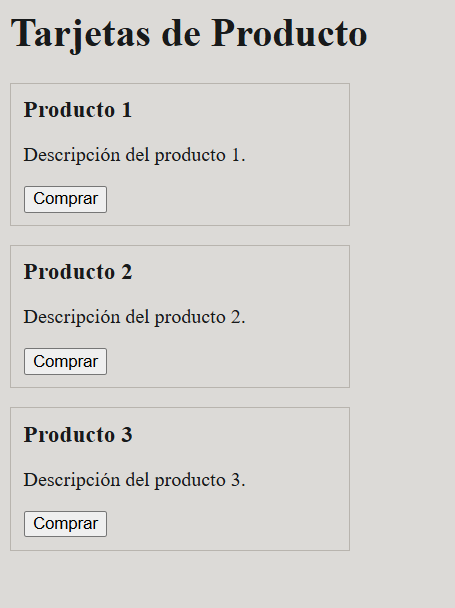 Tarjetas de Producto
Producto 1
Descripción del producto 1.
Comprar
Producto 2
Descripción del producto 2.
Comprar
Producto 3
Descripción del producto 3.
Comprar